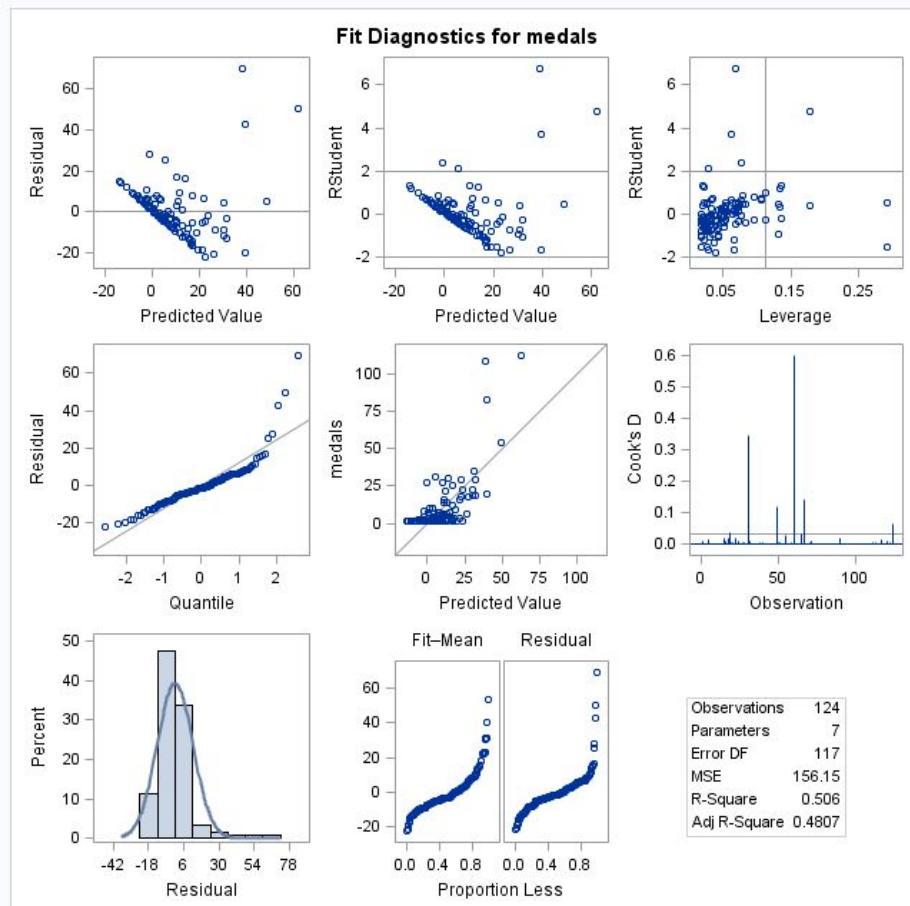 Fit Diagnostics for medals
Residual
60
40
20
0
-20
-20 0 20 40 60
Predicted Value
RStudent
6
4
2
0
-2
-20 0 20 40 60
Predicted Value
RStudent
6
4
2
0
-2
0.05 0.15 0.25
Leverage
Residual
60
40
20
0
-20
-2 -1 0 1 2
Quantile
medals
100
75
50
25
0
0 25 50 75 100
Predicted Value
Cook's D
0.6
0.5
0.4
0.3
0.2
0.1
0.0
0 50 100
Observation
Percent
50
40
30
20
10
0
-42 -18 6 30 54 78
Residual
Fit–Mean Residual
60
40
20
0
-20
0.0 0.4 0.8 0.0 0.4 0.8
Proportion Less
Observations 124
Parameters 7
Error DF 117
MSE 156.15
R-Square 0.506
Adj R-Square 0.4807